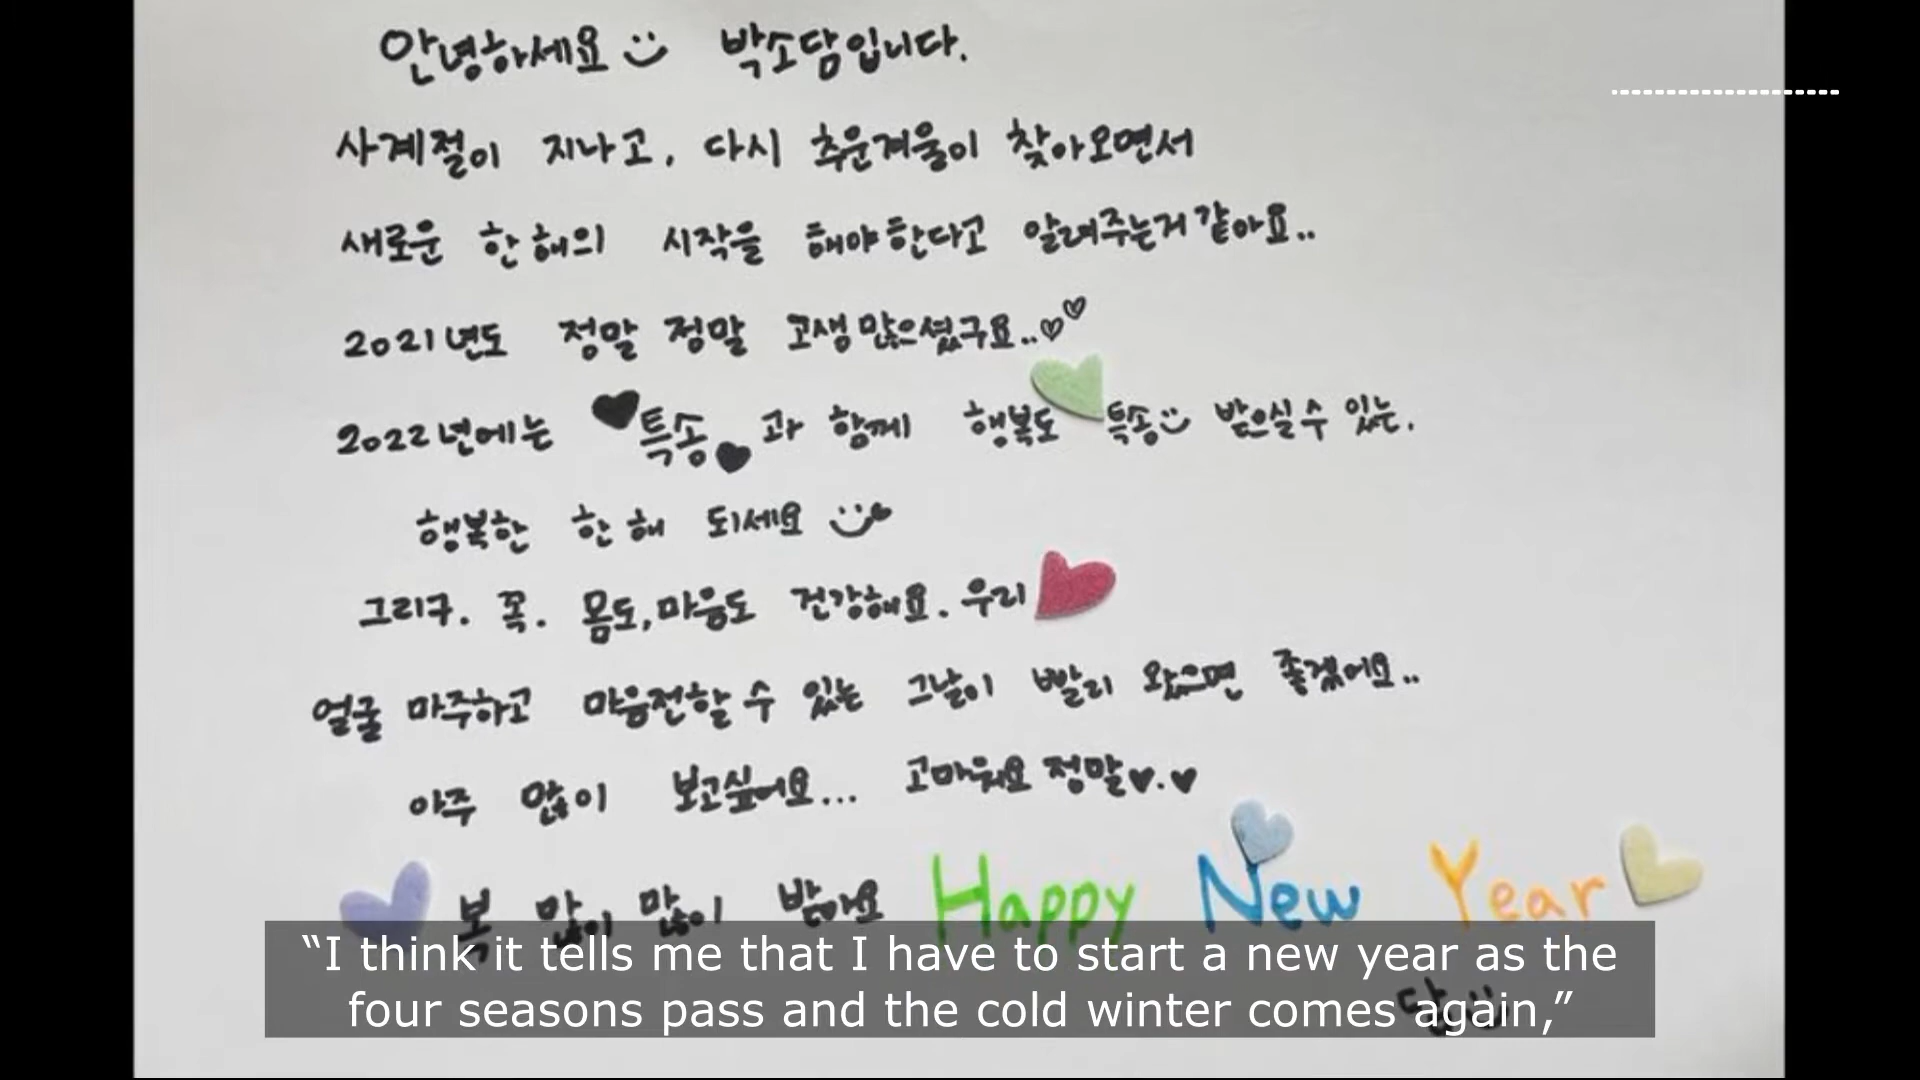 안녕하세요 박소담입니다.
사계절이 지나고, 다시 추운겨울이 찾아오면서
새로운 한해의 시작을 해야한다고 알려주는거 같아요..
2021년도 정말 정말 고생많으셨구요..♡♡
2022년에는 ♥특송♥과 함께 행복도 특송 받으실수 있는,
행복한 한해 되세요
그리구. 꼭. 몸도,마음도 건강해요. 우리
얼굴 마주하고 마음전할 수 있는 그날이 빨리 왔으면 좋겠어요..
아주 많이 보고싶어요... 고마워요 정말♥.♥
복 많이 많이 받아요 Happy New Year
“I think it tells me that I have to start a new year as the
four seasons pass and the cold winter comes again,”